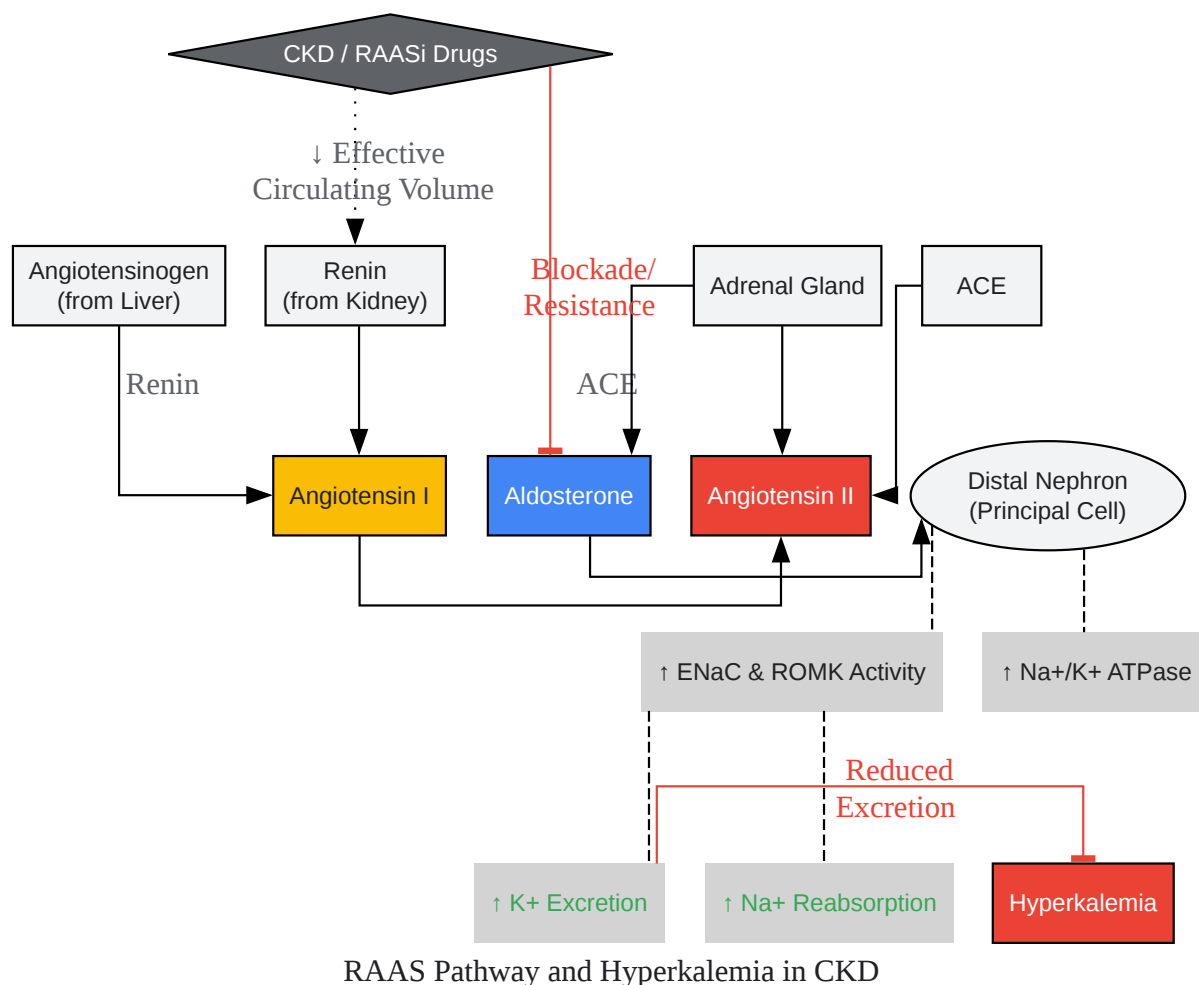 CKD / RAASi Drugs
↓ Effective
Circulating Volume
Angiotensinogen
(from Liver)
Renin
(from Kidney)
Blockade/
Resistance
Adrenal Gland
ACE
Renin
ACE
Angiotensin I
Aldosterone
Angiotensin II
Distal Nephron
(Principal Cell)
↑ ENaC & ROMK Activity
↑ Na+/K+ ATPase
Reduced
Excretion
↑ K+ Excretion
↑ Na+ Reabsorption
Hyperkalemia
RAAS Pathway and Hyperkalemia in CKD